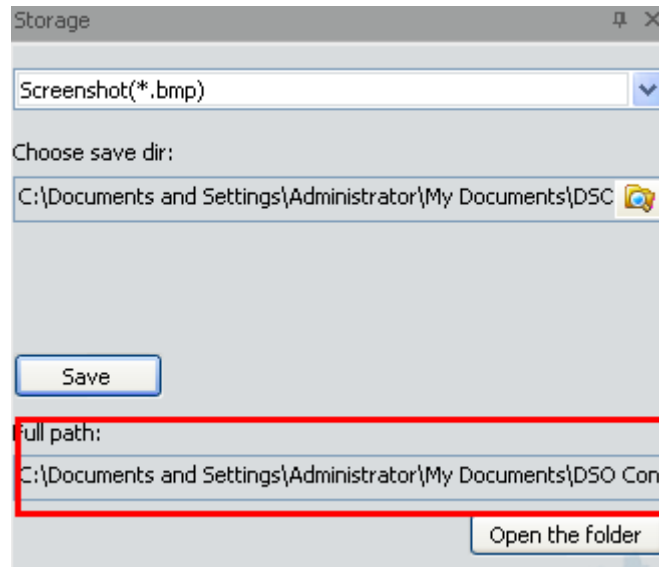 Storage
Screenshot(*.bmp)
Choose save dir:
C:\Documents and Settings\Administrator\My Documents\DSC
Save
Full path:
C:\Documents and Settings\Administrator\My Documents\DSO Con
Open the folder